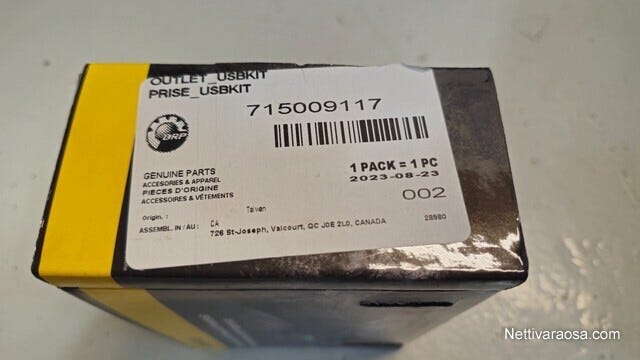 OUTLET_USBKIT
PRISE_USBKIT
715009117
BRP
GENUINE PARTS
ACCESORIES & APPAREL
PIECES D'ORIGINE
ACCESSOIRES & VÊTEMENTS
1 PACK = 1 PC
2023-08-23
002
Origin. : Taiwan
ASSEMBL. IN / AU : CA
726 St-Joseph, Valcourt, QC J0E 2L0, CANADA
28980
Nettivaraosa.com